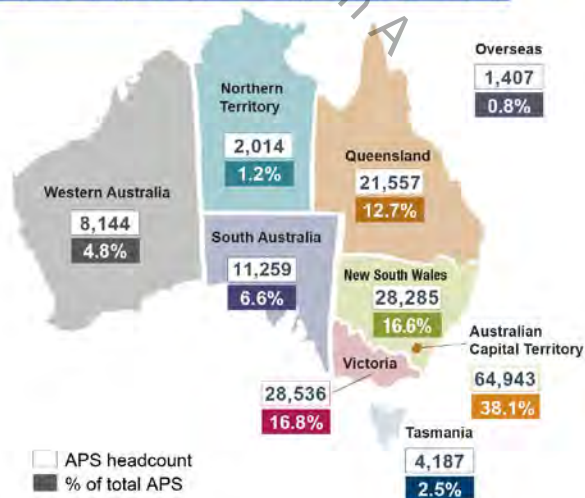 Overseas
1,407
0.8%
Northern
Territory
2,014
1.2%
Queensland
21,557
12.7%
Western Australia
8,144
4.8%
South Australia
11,259
6.6%
New South Wales
28,285
16.6%
Australian
Capital Territory
64,943
38.1%
Victoria
28,536
16.8%
Tasmania
4,187
2.5%
APS headcount
% of total APS